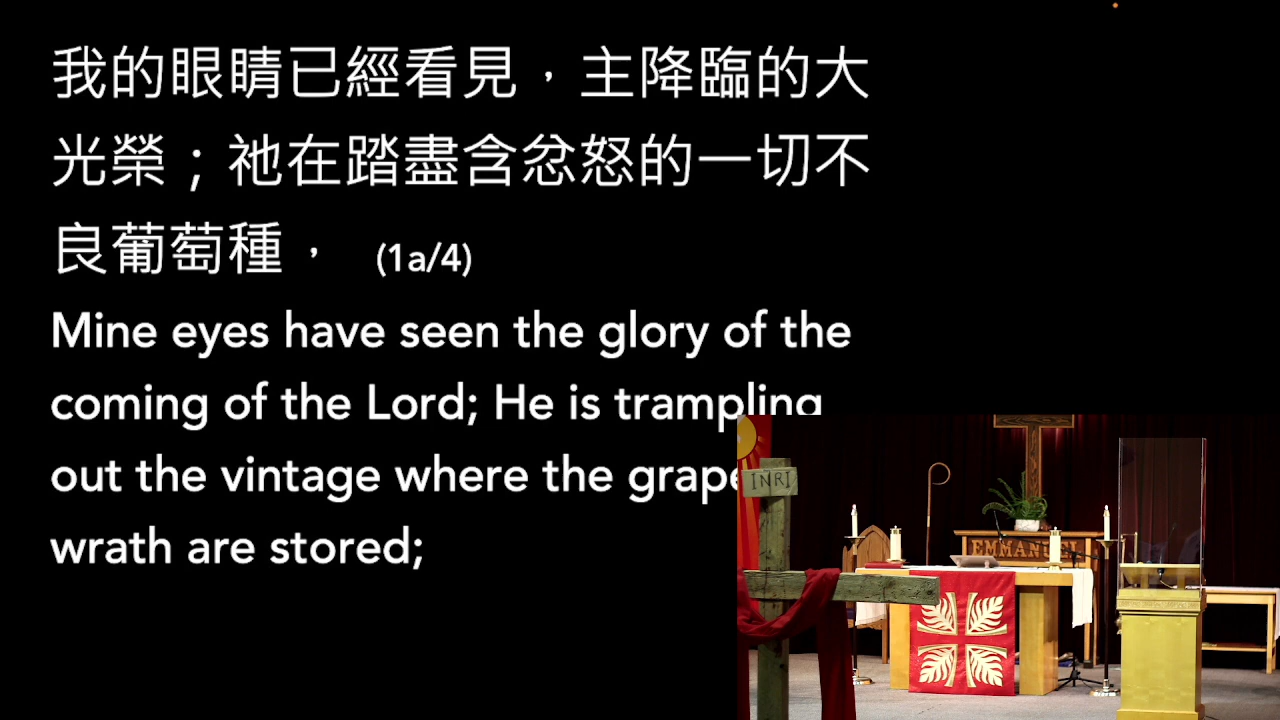 我的眼睛已經看見，主降臨的大
光榮；祂在踏盡含忿怒的一切不
良葡萄種， (1a/4)
Mine eyes have seen the glory of the
coming of the Lord; He is trampling
out the vintage where the grape
wrath are stored;
INRI
EMMANUEL